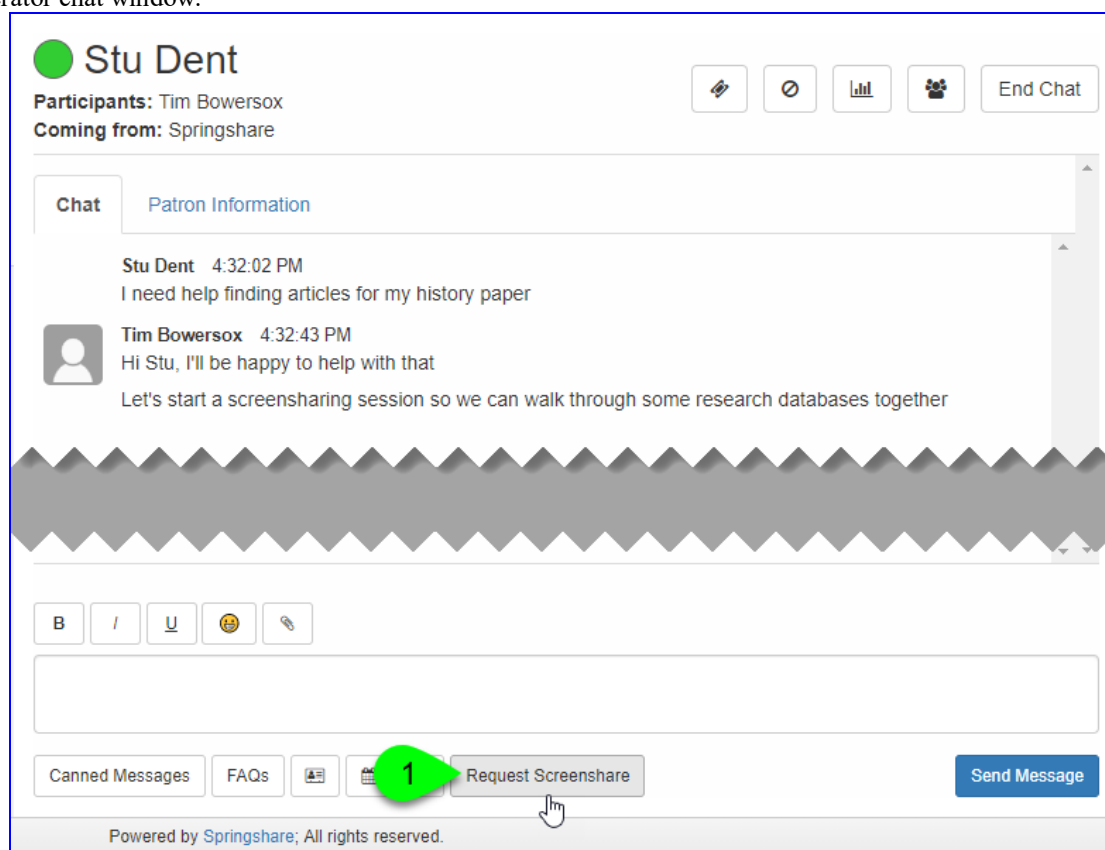 rator chat window.
Stu Dent
Participants: Tim Bowersox
Coming from: Springshare
End Chat
Chat Patron Information
Stu Dent 4:32:02 PM
I need help finding articles for my history paper
Tim Bowersox 4:32:43 PM
Hi Stu, I'll be happy to help with that
Let's start a screensharing session so we can walk through some research databases together
B I U
Canned Messages FAQs 1 Request Screenshare Send Message
Powered by Springshare; All rights reserved.